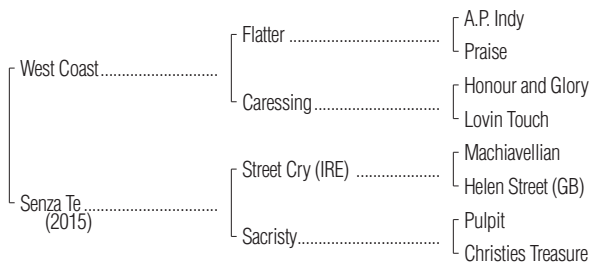 A.P. Indy
Flatter
Praise
West Coast
Honour and Glory
Caressing
Lovin Touch
Machiavellian
Street Cry (IRE)
Helen Street (GB)
Senza Te
(2015)
Pulpit
Sacristy
Christies Treasure